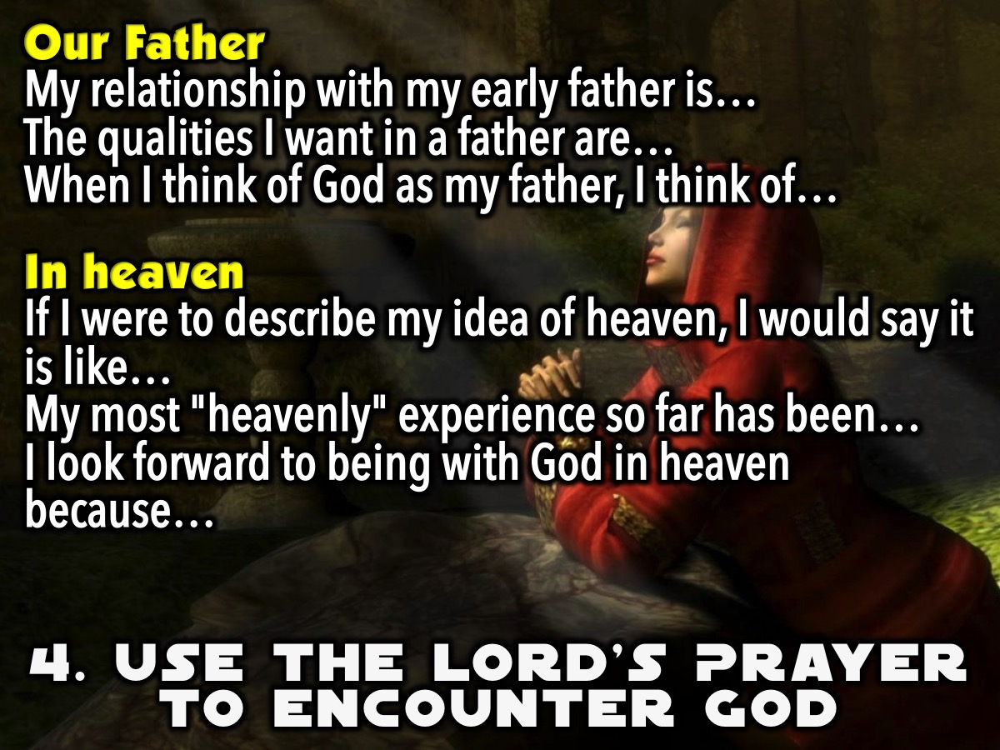 Our Father
My relationship with my early father is…
The qualities I want in a father are…
When I think of God as my father, I think of…
In heaven
If I were to describe my idea of heaven, I would say it
is like…
My most "heavenly" experience so far has been…
I look forward to being with God in heaven
because…
4. USE THE LORD’S PRAYER
TO ENCOUNTER GOD